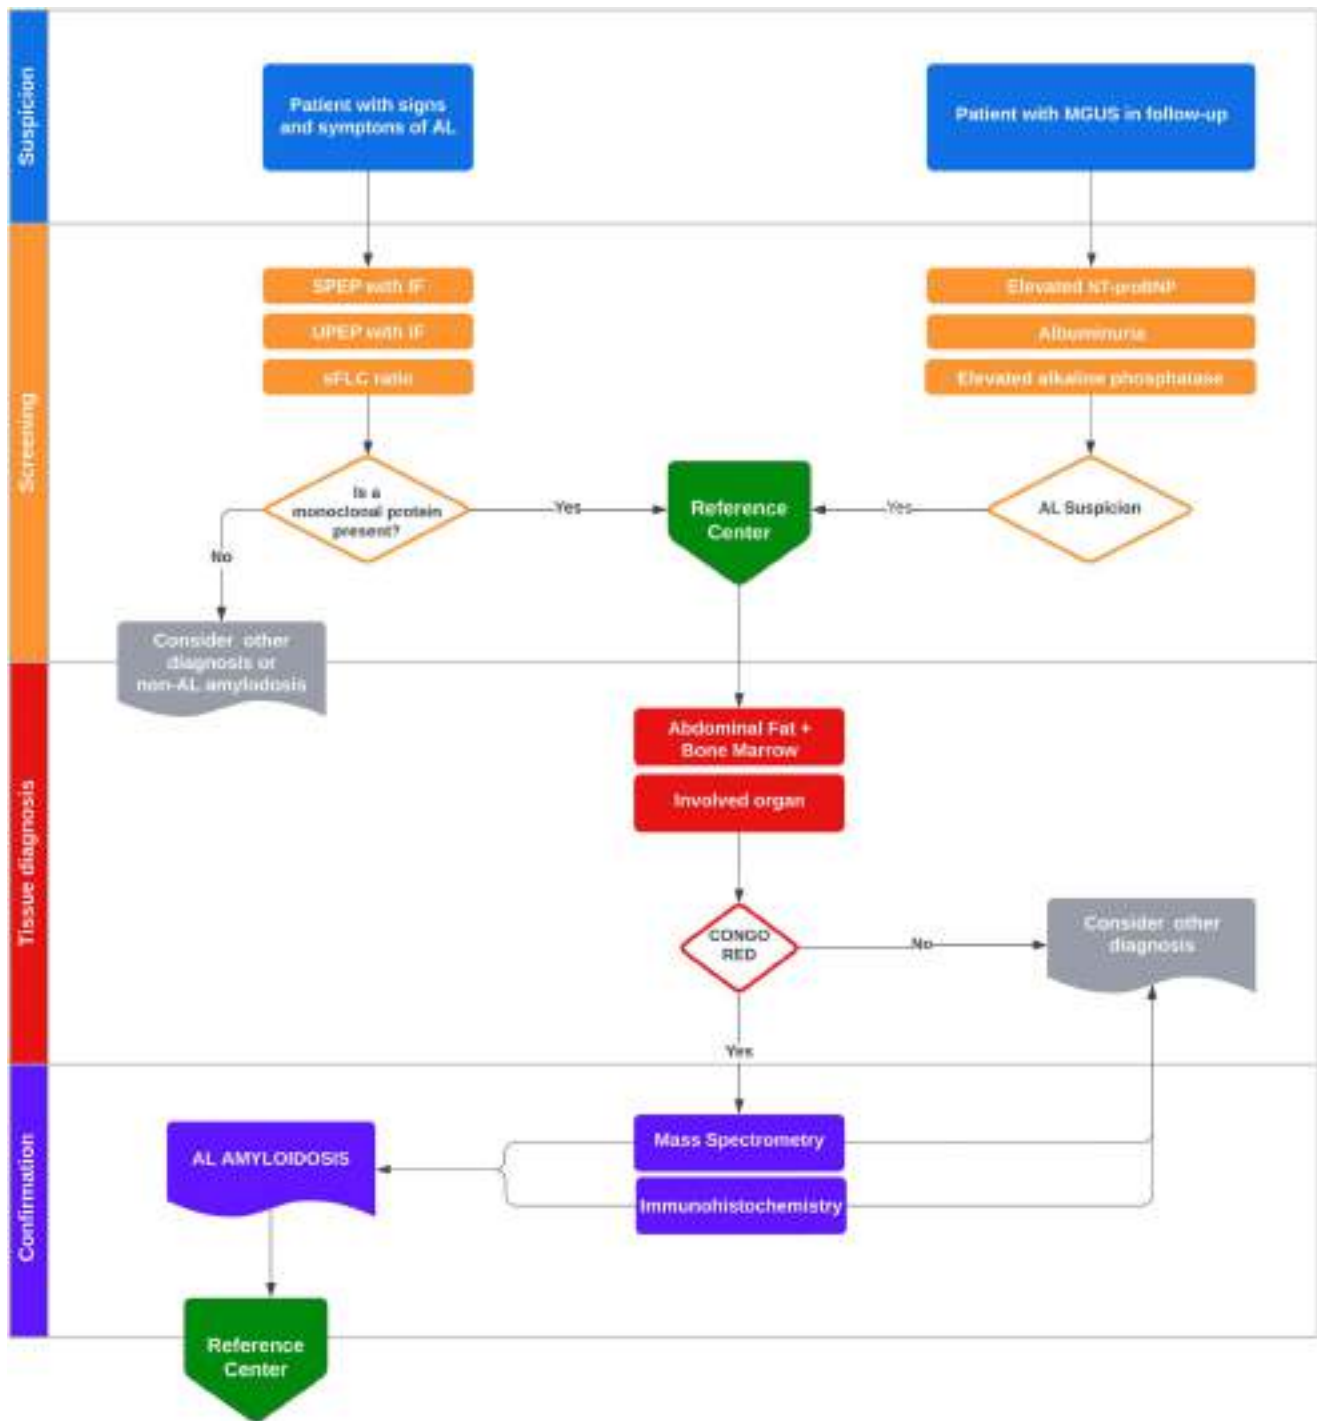 Suspicion
Patient with signs
and symptons of AL
Patient with MGUS in follow-up
Screening
SPEP with IF
UPEP with IF
sFLC ratio
Elevated NT-proBNP
Albuminuria
Elevated alkaline phosphatase
Is a
monoclonal protein
present?
Yes
Reference
Center
Yes
AL Suspicion
No
Consider other
diagnosis or
non-AL amylodosis
Tissue diagnosis
Abdominal Fat +
Bone Marrow
Involved organ
CONGO
RED
No
Consider other
diagnosis
Yes
Confirmation
AL AMYLOIDOSIS
Mass Spectrometry
Immunohistochemistry
Reference
Center